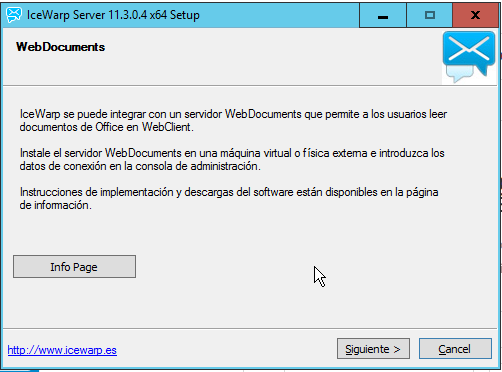 IceWarp Server 11.3.0.4 x64 Setup
WebDocuments
IceWarp se puede integrar con un servidor WebDocuments que permite a los usuarios leer
documentos de Office en WebClient.
Instale el servidor WebDocuments en una máquina virtual o física externa e introduzca los
datos de conexión en la consola de administración.
Instrucciones de implementación y descargas del software están disponibles en la página
de información.
Info Page
http://www.icewarp.es
Siguiente >
Cancel